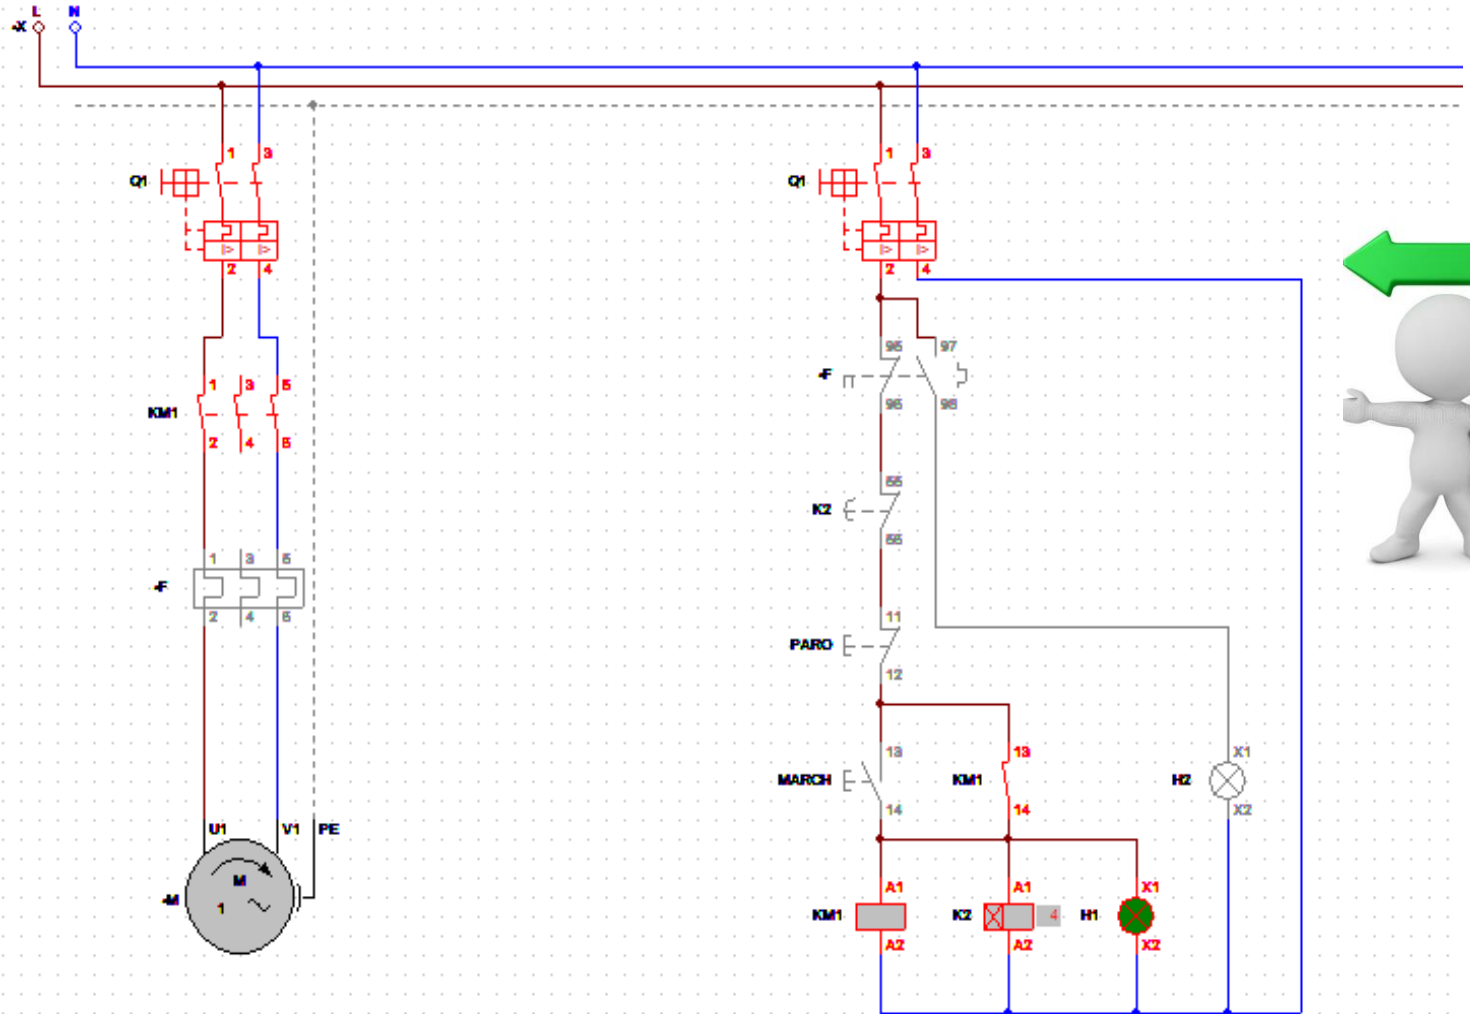 L N
-X
1 3 1 3
Q1 Q1
2 4 2 4
95 97
-F
96 98
1 3 5
KM1
2 4 6
55
K2
56
1 3 5
-F
2 4 6
11
PARO
12
13 13 X1
MARCH KM1 H2
14 14 X2
U1 V1 PE
M
-M 1
A1 A1 X1
KM1 K2 4 H1
A2 A2 X2